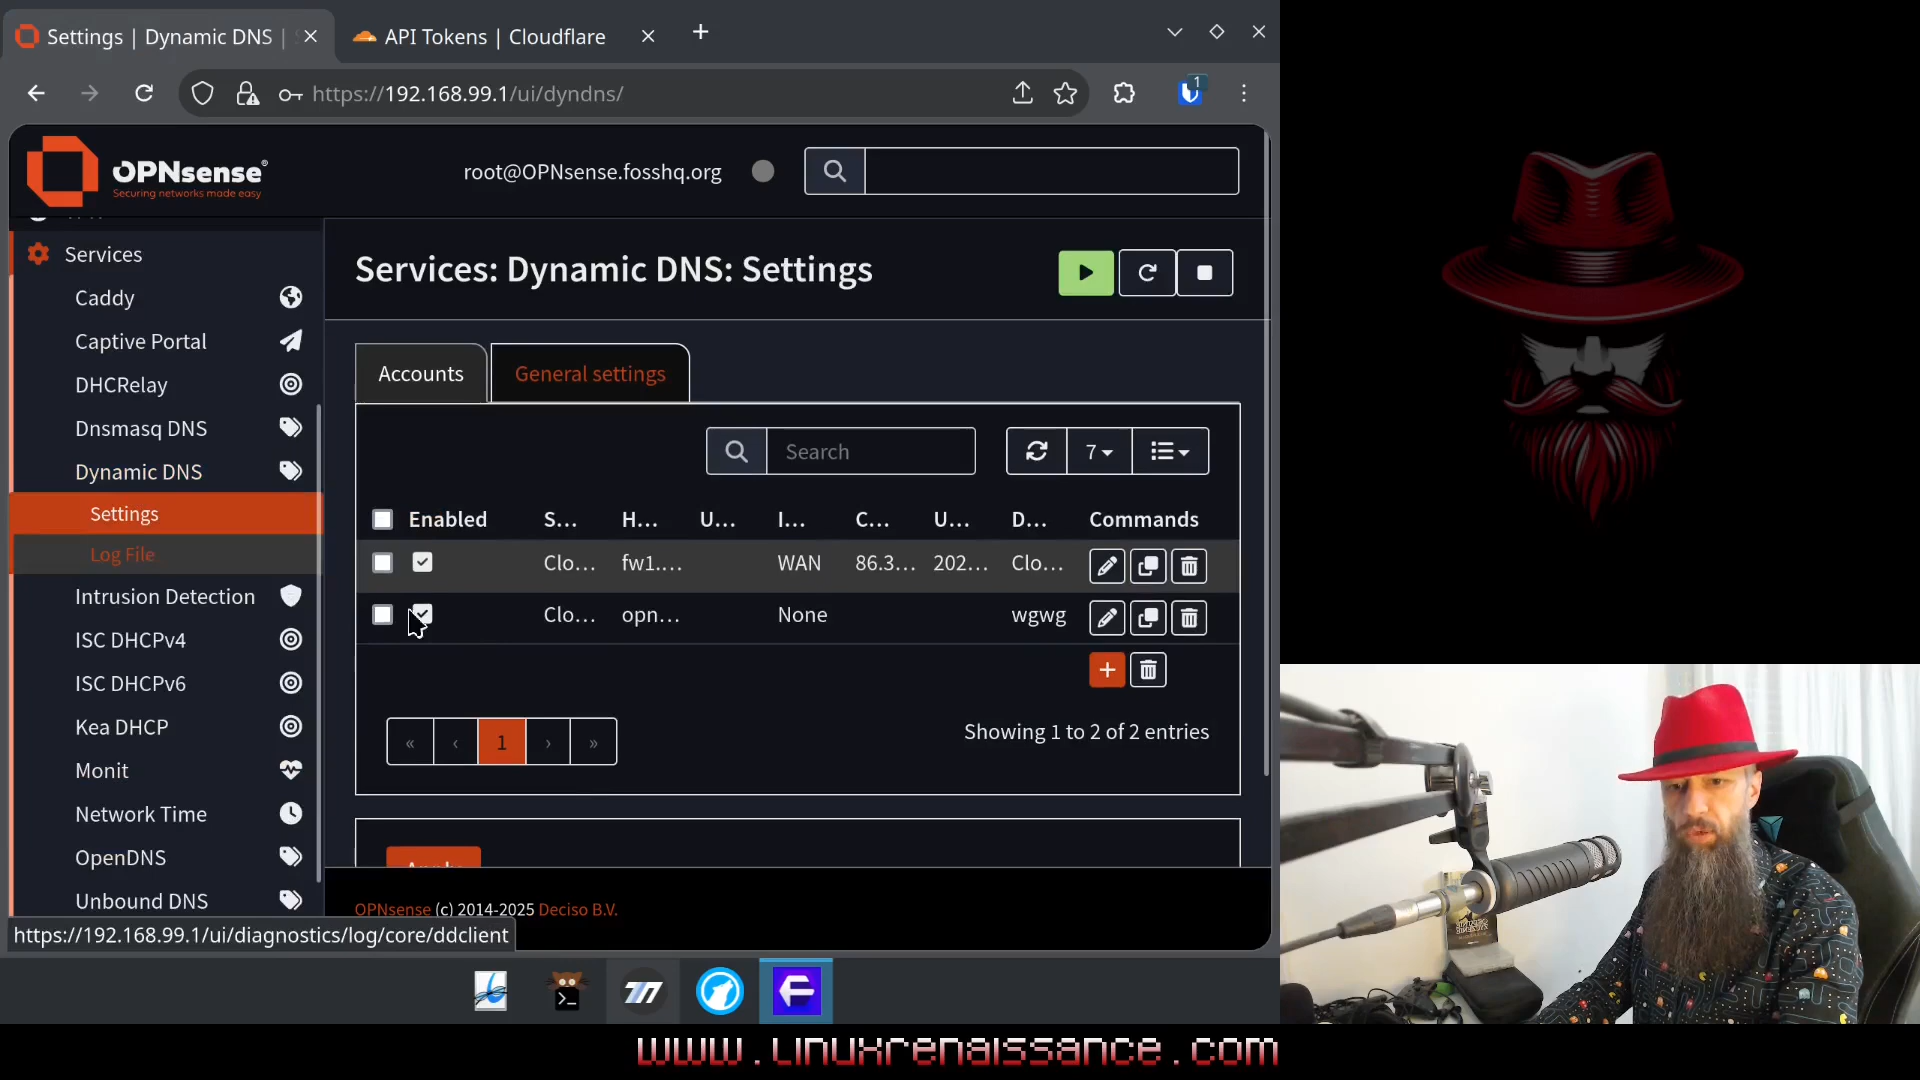 Settings | Dynamic DNS |
API Tokens | Cloudflare
https://192.168.99.1/ui/dyndns/
1
OPNsense®
Securing networks made easy
root@OPNsense.fosshq.org
Services
Caddy
Captive Portal
DHCRelay
Dnsmasq DNS
Dynamic DNS
Settings
Log File
Intrusion Detection
ISC DHCPv4
ISC DHCPv6
Kea DHCP
Monit
Network Time
OpenDNS
Unbound DNS
Services: Dynamic DNS: Settings
Accounts
General settings
Search
7
Enabled S... H... U... I... C... U... D... Commands
Clo... fw1.... WAN 86.3... 202... Clo...
Clo... opn... None wgwg
« ‹ 1 › »
Showing 1 to 2 of 2 entries
OPNsense (c) 2014-2025 Deciso B.V.
https://192.168.99.1/ui/diagnostics/log/core/ddclient
www.linuxrenaissance.com